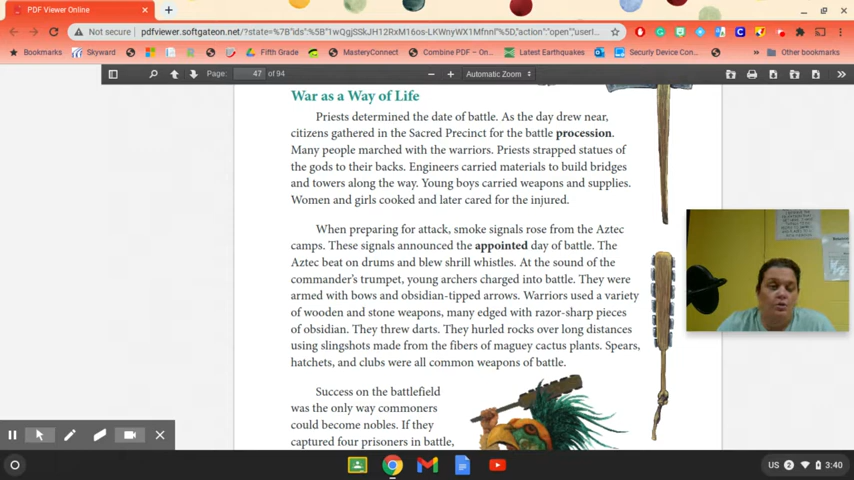 PDF Viewer Online
Not secure
pdfviewer.softgateon.net/?state=%7B"ids":%5B"1wQgjSskJH12RxM16os-LKWnyWX1Mfnnl"%5D,"action":"open","userI...
Bookmarks Skyward Fifth Grade MasteryConnect Combine PDF – On... Latest Earthquakes Securly Device Con... Other bookmarks
Page: 47 of 94 Automatic Zoom
War as a Way of Life
Priests determined the date of battle. As the day drew near,
citizens gathered in the Sacred Precinct for the battle procession.
Many people marched with the warriors. Priests strapped statues of
the gods to their backs. Engineers carried materials to build bridges
and towers along the way. Young boys carried weapons and supplies.
Women and girls cooked and later cared for the injured.
When preparing for attack, smoke signals rose from the Aztec
camps. These signals announced the appointed day of battle. The
Aztec beat on drums and blew shrill whistles. At the sound of the
commander's trumpet, young archers charged into battle. They were
armed with bows and obsidian-tipped arrows. Warriors used a variety
of wooden and stone weapons, many edged with razor-sharp pieces
of obsidian. They threw darts. They hurled rocks over long distances
using slingshots made from the fibers of maguey cactus plants. Spears,
hatchets, and clubs were all common weapons of battle.
Success on the battlefield
was the only way commoners
could become nobles. If they
captured four prisoners in battle,
US 2 3:40